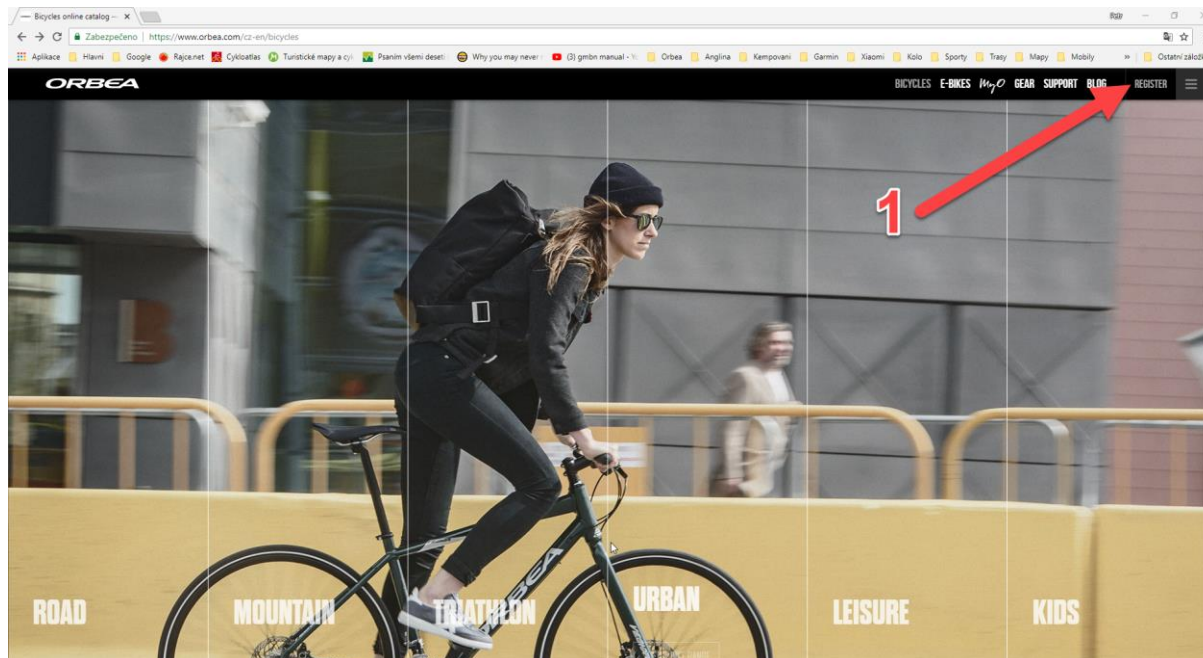 Bicycles online catalog —
Zabezpečeno | https://www.orbea.com/cz-en/bicycles
Aplikace Hlavni Google Rajce.net Cykloatlas Turistické mapy a cyk Psaním všemi deseti Why you may never (3) gmbn manual - Orbea Anglina Kempovani Garmin Xiaomi Kolo Sporty Trasy Mapy Mobily » Ostatní zálož
ORBEA BICYCLES E-BIKES MyO GEAR SUPPORT BLOG REGISTER
1
B
ORBEA
ROAD MOUNTAIN TRIATHLON URBAN LEISURE KIDS